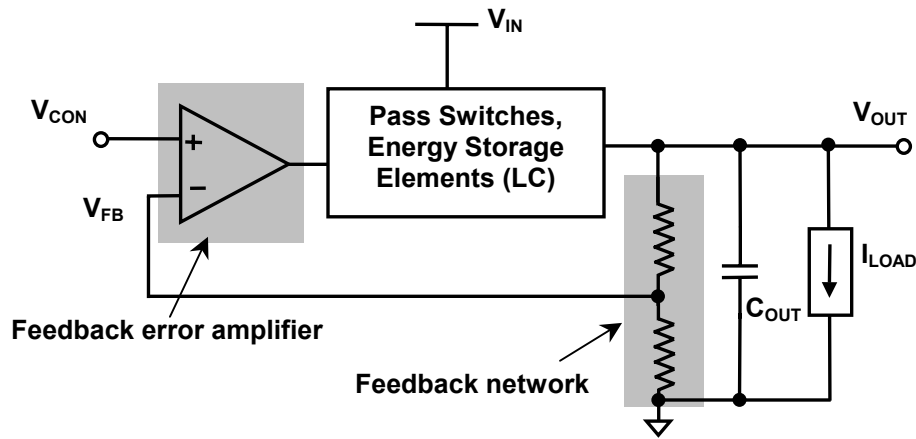 V_IN
V_CON
+
−
V_FB
Pass Switches,
Energy Storage
Elements (LC)
V_OUT
I_LOAD
C_OUT
Feedback error amplifier
Feedback network